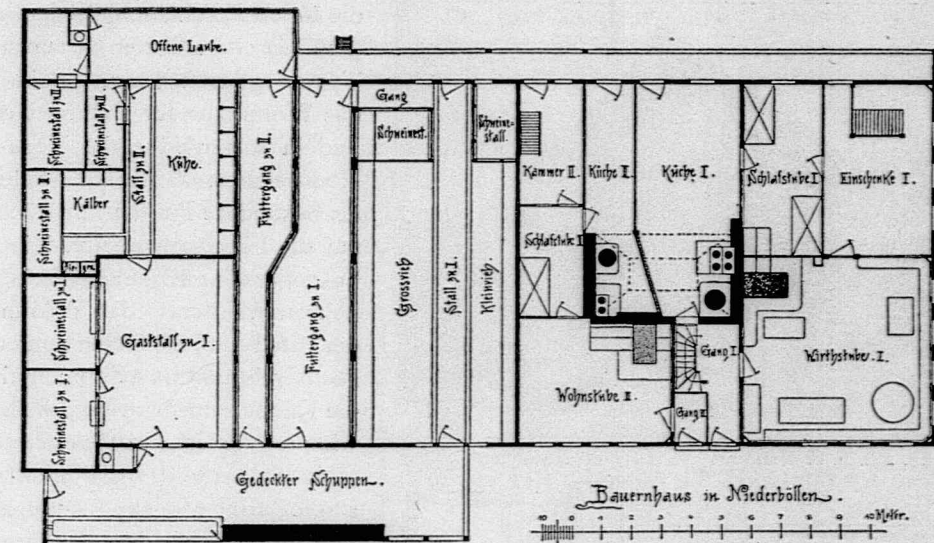 Offene Laube.
Schweinestall zu II
Schweinestall zu II
Stall zu II.
Kühe.
Futtergang zu II.
Gang
Schweinest.
Schweine=
stall.
Kammer II.
Küche II.
Küche I.
Schlafstube I
Einschenke I.
Schweinestall zu II.
Kälber
Schlafstube II
Schweinestall zu I.
Gaststall zu I.
Futtergang zu I.
Grossvieh
Stall zu I.
Kleinvieh.
Gang I.
Wirthstube. I.
Schweinestall zu I.
Wohnstube II.
Gang II
Gedeckter Schuppen.
Bauernhaus in Niederböllen.
10 0 1 2 3 4 5 6 7 8 9 10 Meter.